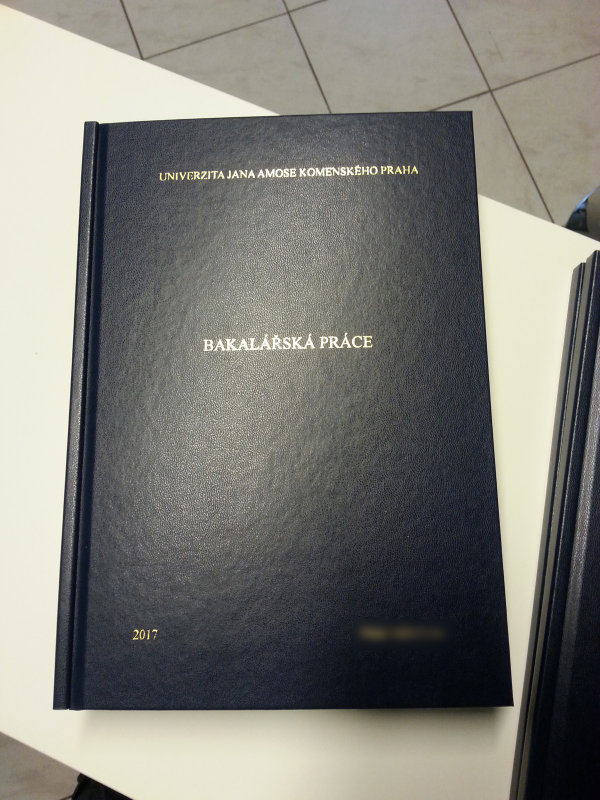 UNIVERZITA JANA AMOSE KOMENSKÉHO PRAHA
BAKALÁŘSKÁ PRÁCE
2017